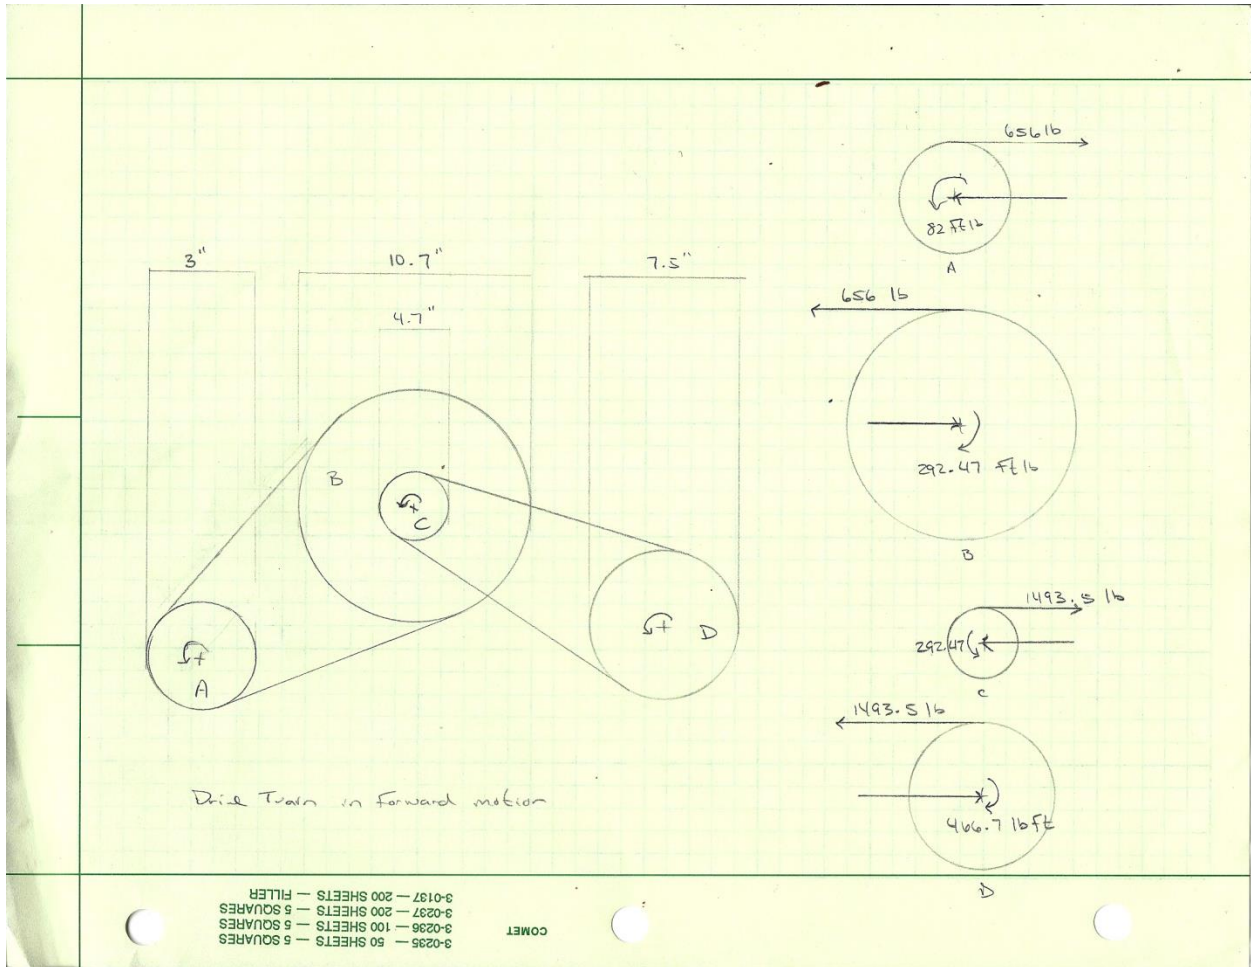 656 lb
82 ft lb
A
3"
10.7"
7.5"
4.7"
656 lb
B
C
292.47 ft lb
B
A
D
1493.5 lb
292.47
C
1493.5 lb
466.7 lb ft
D
Drive Train in Forward motion
3-0235 — 50 SHEETS — 5 SQUARES
3-0236 — 100 SHEETS — 5 SQUARES
3-0237 — 200 SHEETS — 5 SQUARES
3-0137 — 200 SHEETS — FILLER
COMET